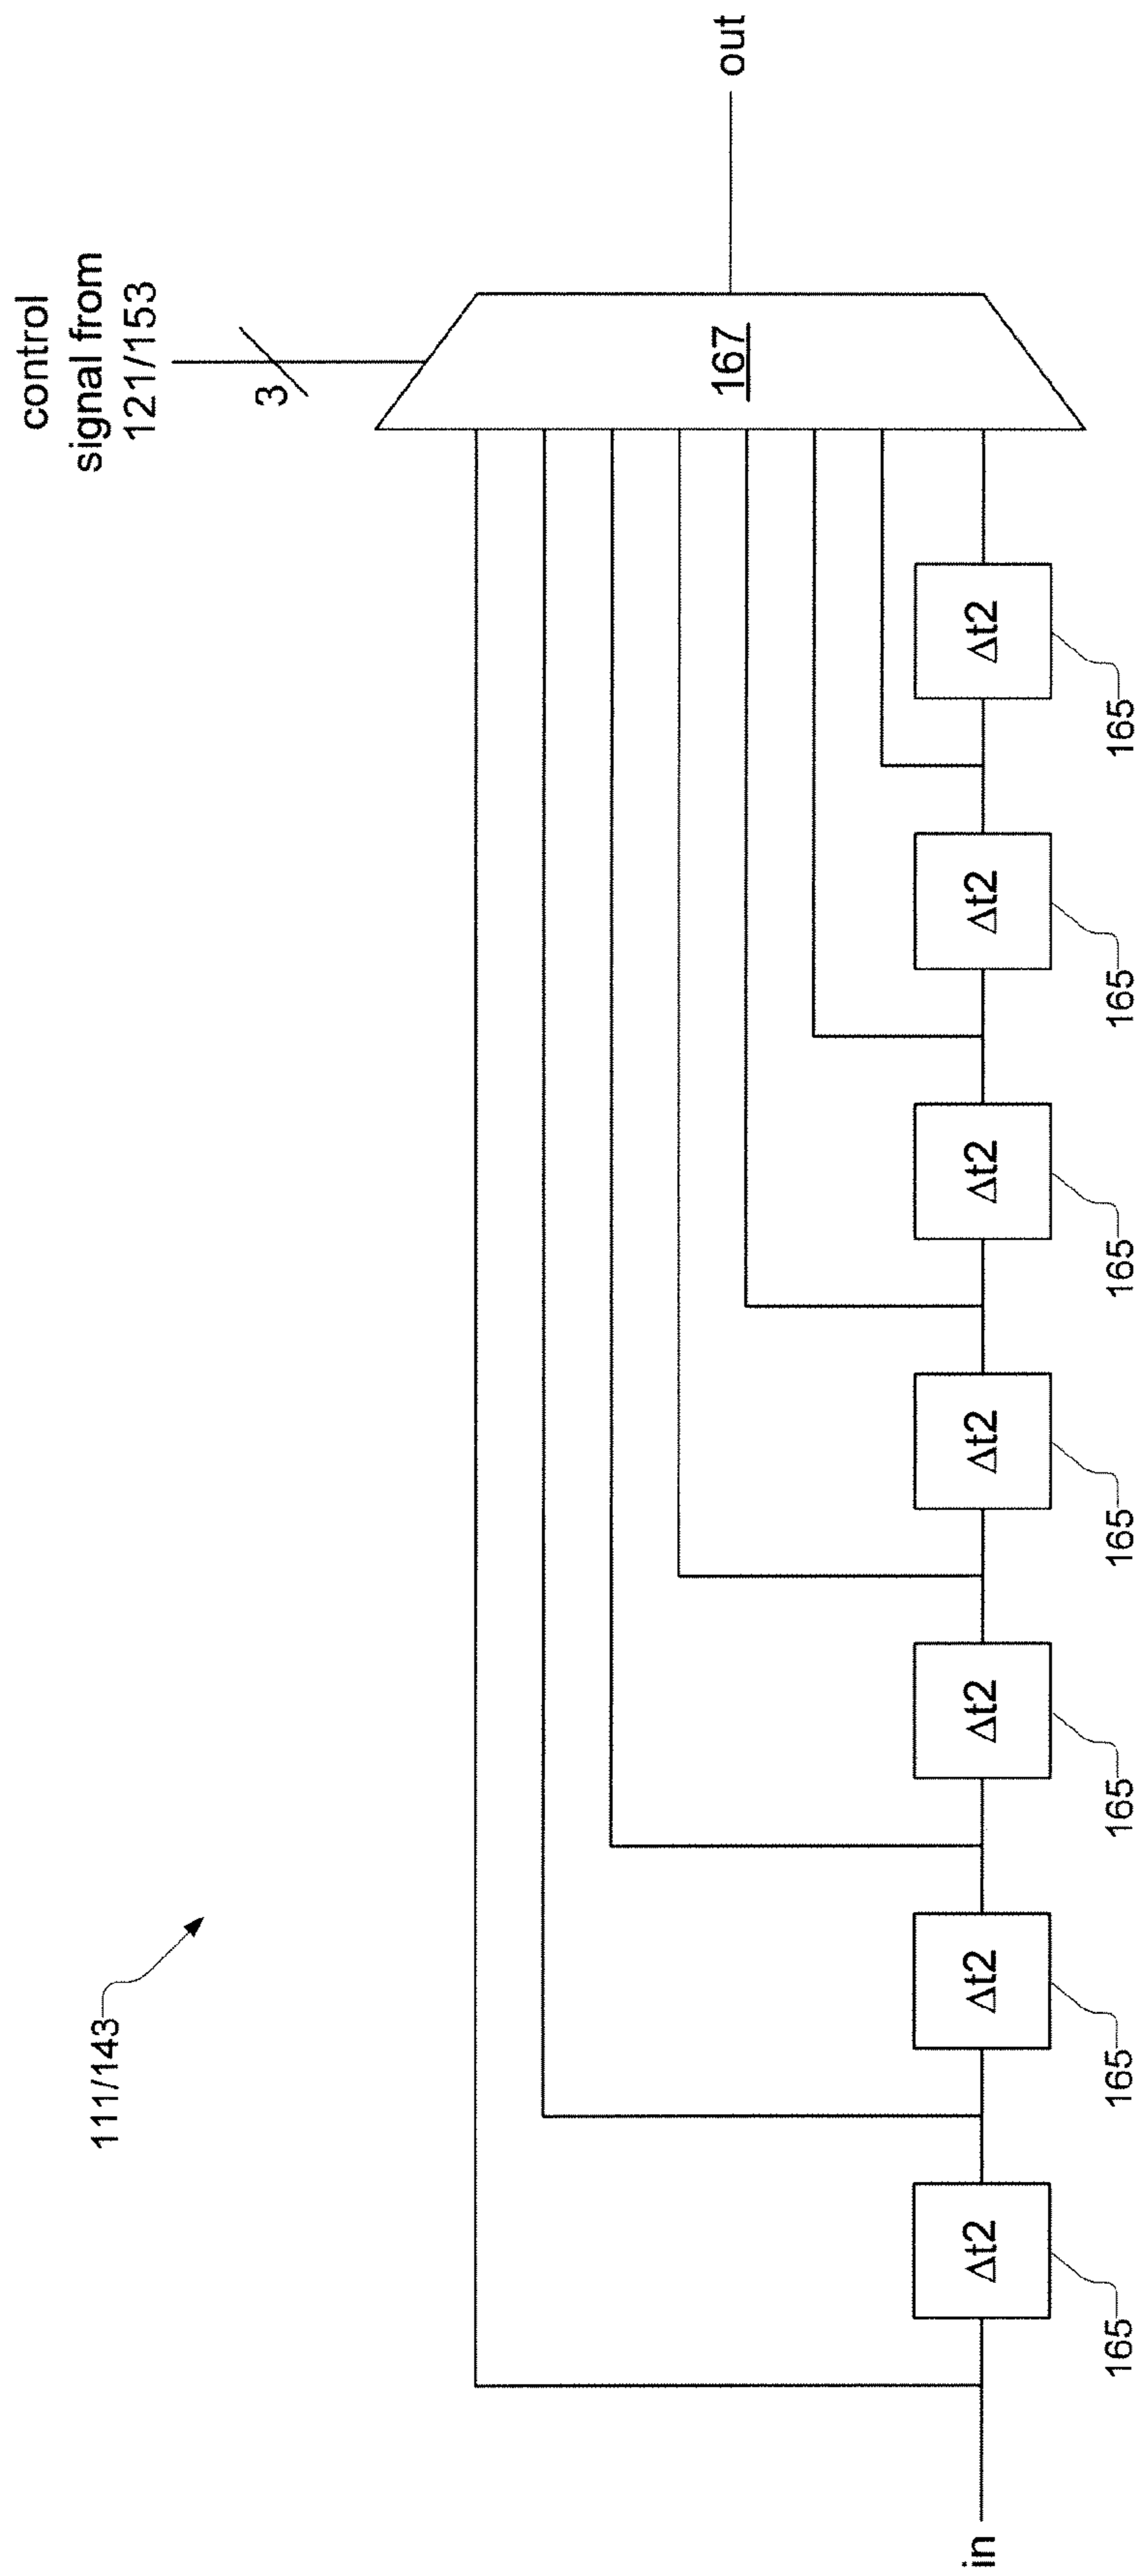 111/143
control
signal from
121/153
3
167
out
in
Δt2
Δt2
Δt2
Δt2
Δt2
Δt2
Δt2
165
165
165
165
165
165
165